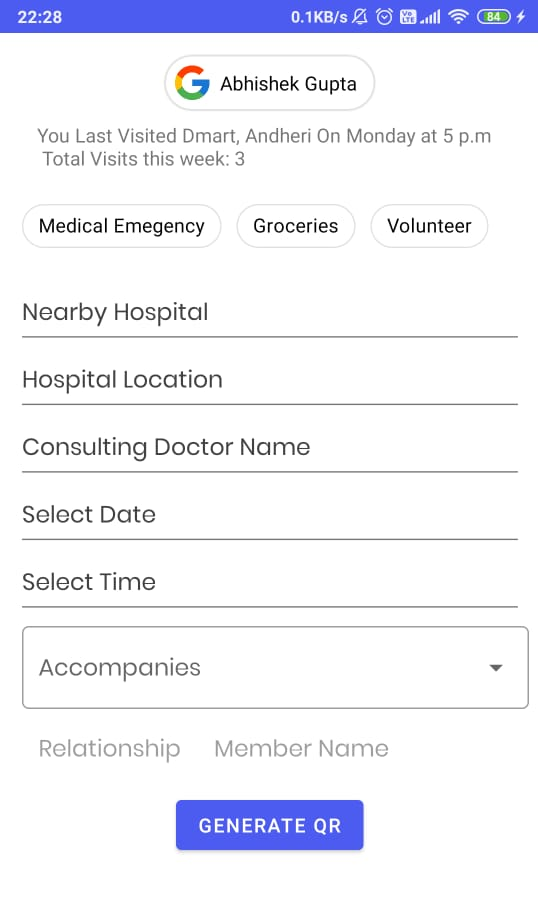 22:28 0.1KB/s Vo LTE 84
Abhishek Gupta
You Last Visited Dmart, Andheri On Monday at 5 p.m
Total Visits this week: 3
Medical Emegency Groceries Volunteer
Nearby Hospital
Hospital Location
Consulting Doctor Name
Select Date
Select Time
Accompanies
Relationship Member Name
GENERATE QR